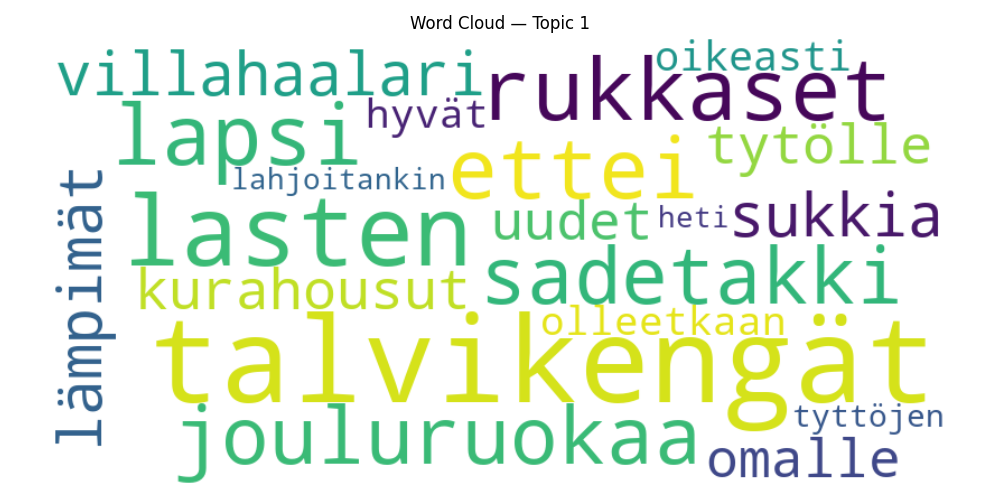 Word Cloud — Topic 1
oikeasti
villahaalari
rukkaset
hyvät
lapsi
tytölle
ettei
lahjoitankin
lämpimät
lasten
uudet
heti
sukkia
sadetakki
kurahousut
olleetkaan
talvikengät
tyttöjen
jouluruokaa
omalle